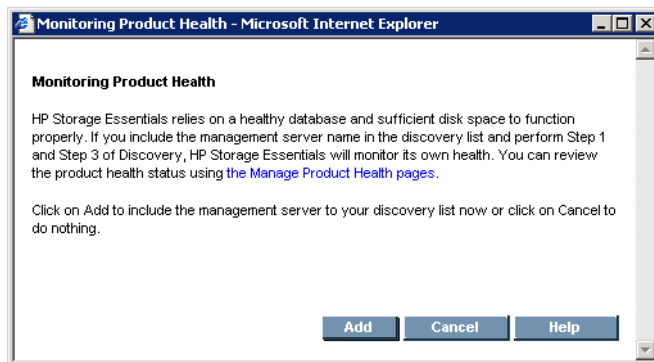 Monitoring Product Health - Microsoft Internet Explorer
Monitoring Product Health
HP Storage Essentials relies on a healthy database and sufficient disk space to function
properly. If you include the management server name in the discovery list and perform Step 1
and Step 3 of Discovery, HP Storage Essentials will monitor its own health. You can review
the product health status using the Manage Product Health pages.
Click on Add to include the management server to your discovery list now or click on Cancel to
do nothing.
Add Cancel Help